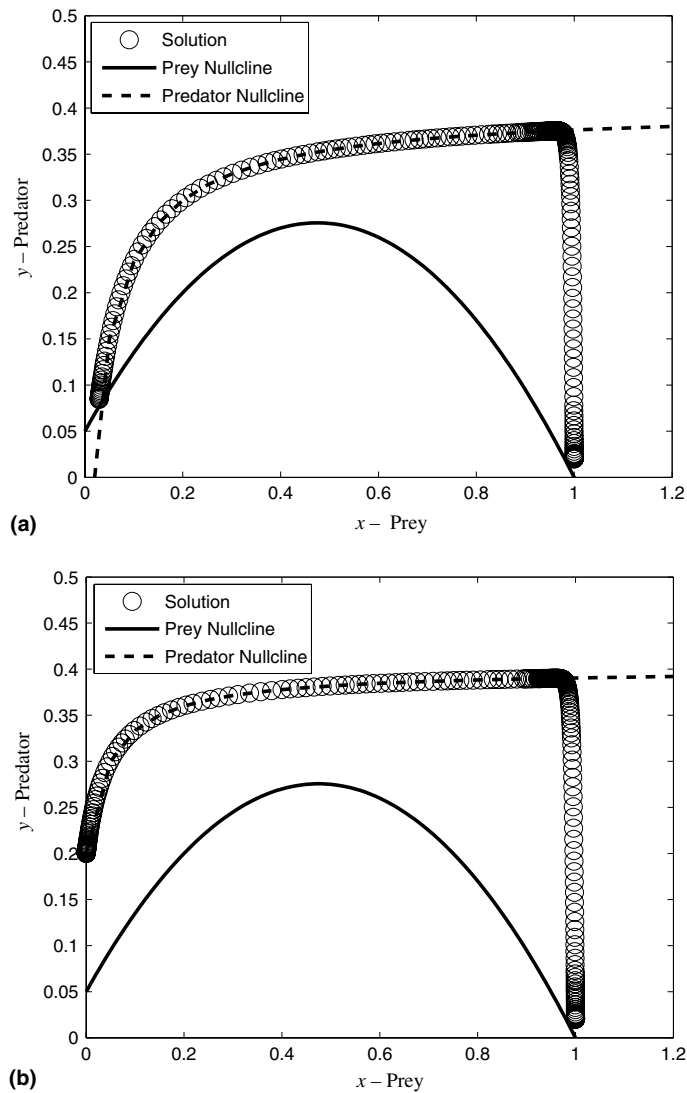 0.5
Solution
Prey Nullcline
Predator Nullcline
0.45
0.4
0.35
0.3
0.25
0.2
0.15
0.1
0.05
0
y – Predator
0 0.2 0.4 0.6 0.8 1 1.2
(a)
x – Prey
0.5
Solution
Prey Nullcline
Predator Nullcline
0.45
0.4
0.35
0.3
0.25
0.2
0.15
0.1
0.05
0
y – Predator
0 0.2 0.4 0.6 0.8 1 1.2
(b)
x – Prey